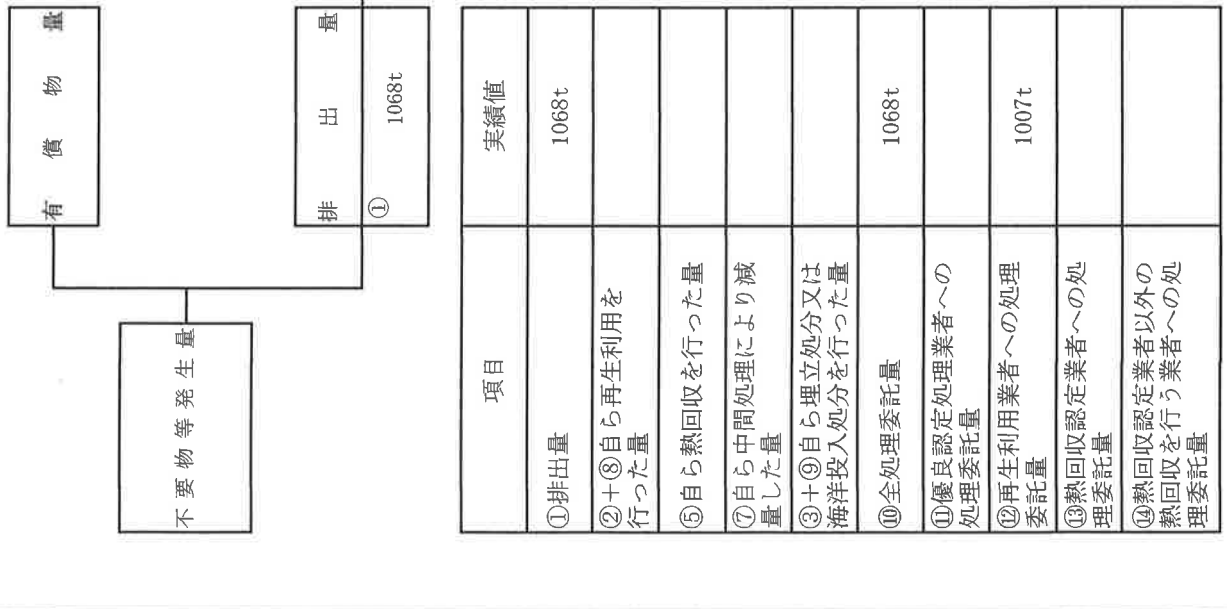 不要物等発生量
有償物量
排出量
①
1068t
項目
実績値
①排出量
1068t
②+⑧自ら再生利用を
行った量
⑤自ら熱回収を行った量
⑦自ら中間処理により減
量した量
③+⑨自ら埋立処分又は
海洋投入処分を行った量
⑩全処理委託量
1068t
⑪優良認定処理業者への
処理委託量
⑫再生利用業者への処理
委託量
1007t
⑬熱回収認定業者への処
理委託量
⑭熱回収認定業者以外の
熱回収を行う業者への処
理委託量